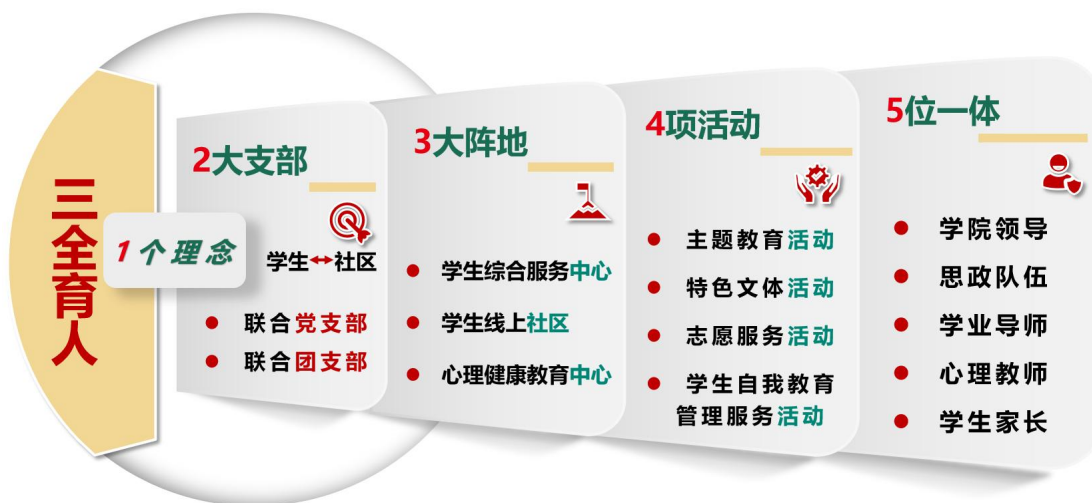 三全育人
1个理念
2大支部
学生↔社区
联合党支部
联合团支部
3大阵地
学生综合服务中心
学生线上社区
心理健康教育中心
4项活动
主题教育活动
特色文体活动
志愿服务活动
学生自我教育
管理服务活动
5位一体
学院领导
思政队伍
学业导师
心理教师
学生家长